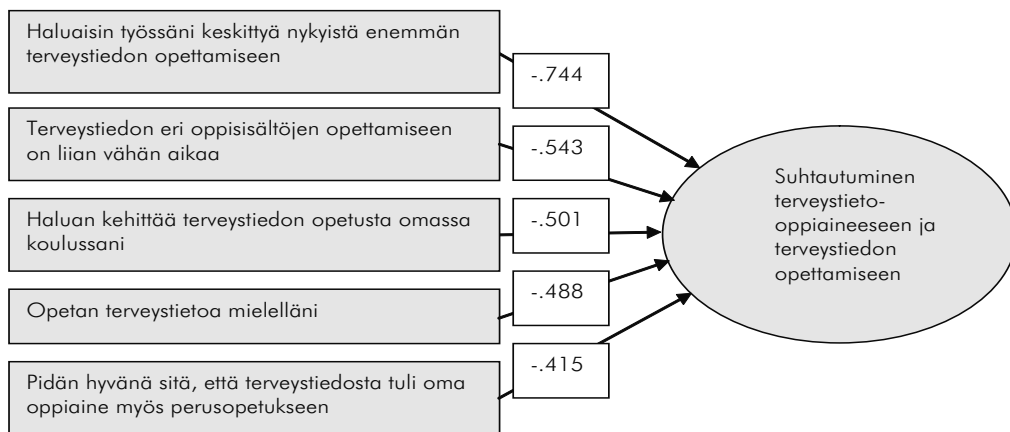 Haluaisin työssäni keskittyä nykyistä enemmän
terveystiedon opettamiseen
-.744
Terveystiedon eri oppisisältöjen opettamiseen
on liian vähän aikaa
-.543
Haluan kehittää terveystiedon opetusta omassa
koulussani
-.501
Opetan terveystietoa mielelläni
-.488
Pidän hyvänä sitä, että terveystiedosta tuli oma
oppiaine myös perusopetukseen
-.415
Suhtautuminen
terveystieto-
oppiaineeseen ja
terveystiedon
opettamiseen